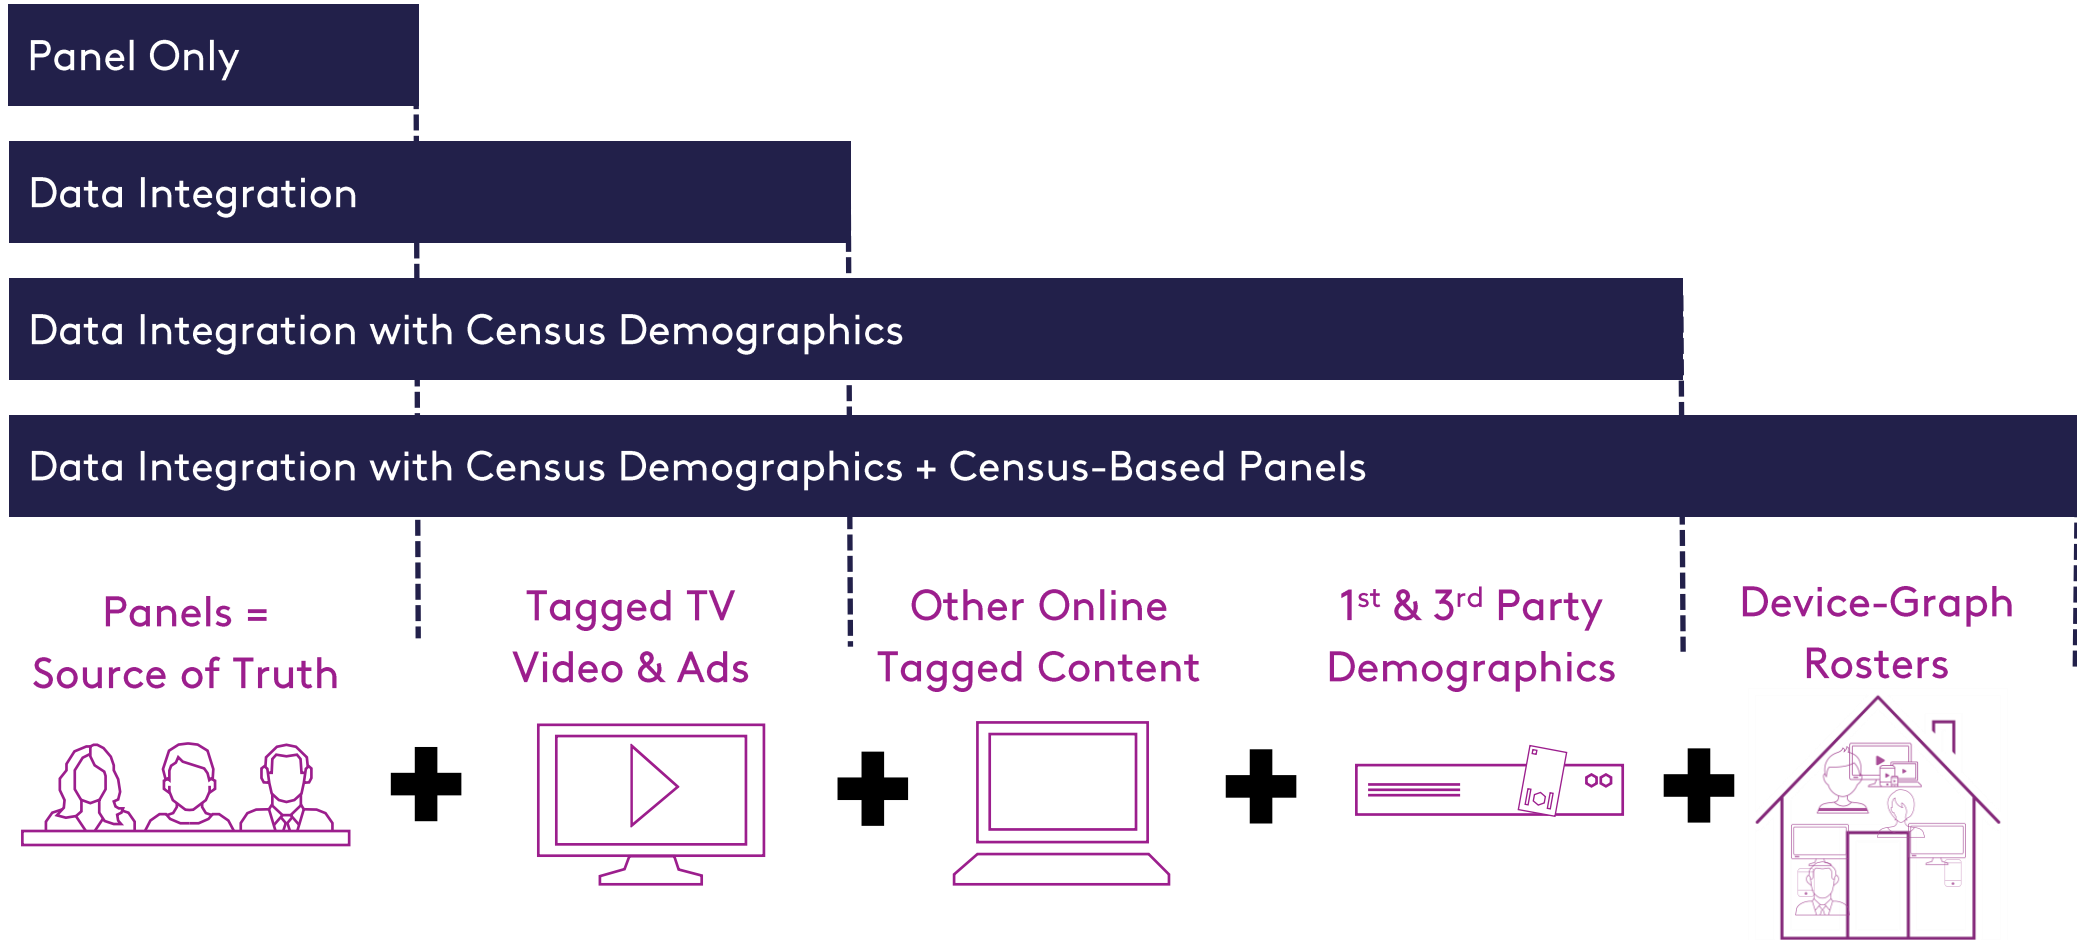 Panel Only
Data Integration
Data Integration with Census Demographics
Data Integration with Census Demographics + Census-Based Panels
Panels =
Source of Truth
Tagged TV
Video & Ads
Other Online
Tagged Content
1st & 3rd Party
Demographics
Device-Graph
Rosters